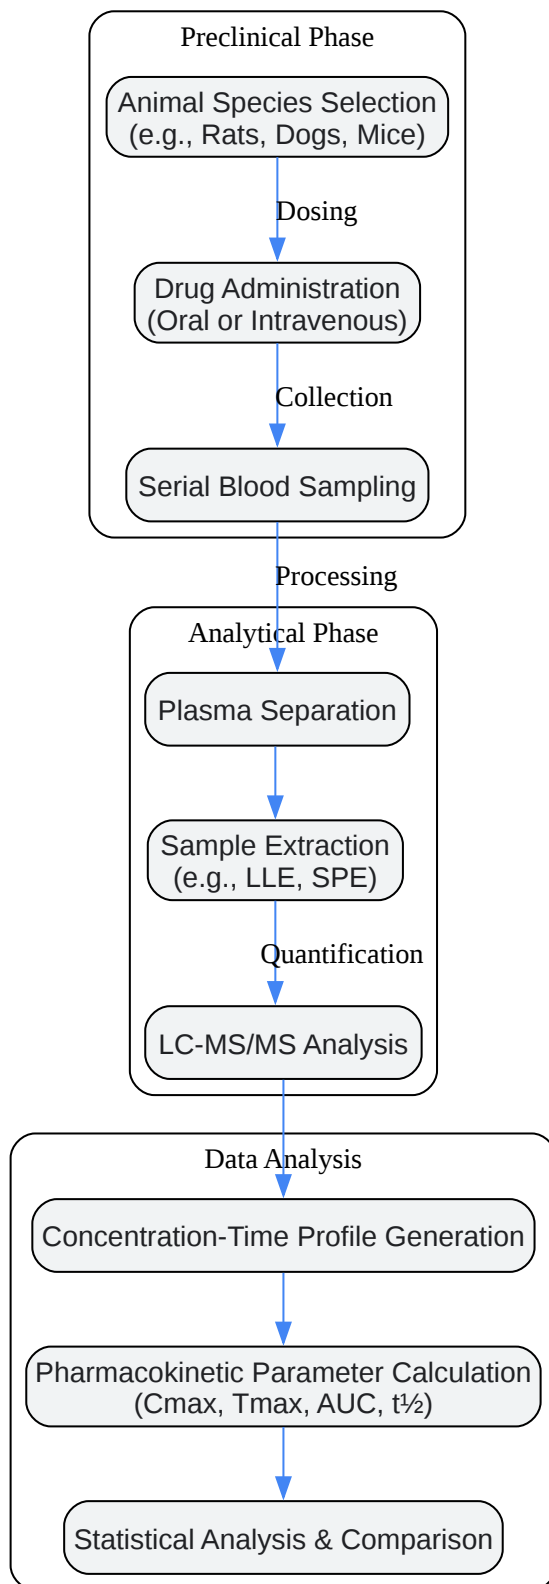 Preclinical Phase
Animal Species Selection
(e.g., Rats, Dogs, Mice)
Dosing
Drug Administration
(Oral or Intravenous)
Collection
Serial Blood Sampling
Processing
Analytical Phase
Plasma Separation
Sample Extraction
(e.g., LLE, SPE)
Quantification
LC-MS/MS Analysis
Data Analysis
Concentration-Time Profile Generation
Pharmacokinetic Parameter Calculation
(Cmax, Tmax, AUC, t½)
Statistical Analysis & Comparison